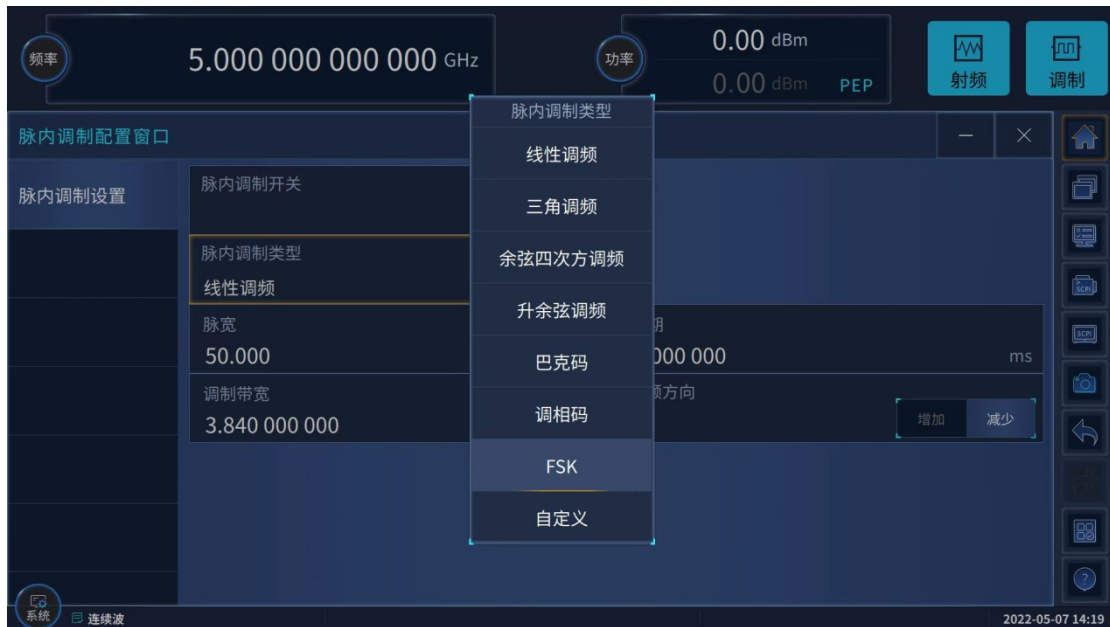 频率
5.000 000 000 000 GHz
功率
0.00 dBm
0.00 dBm PEP
射频
调制
脉内调制配置窗口
脉内调制类型
线性调频
三角调频
余弦四次方调频
升余弦调频
巴克码
调相码
FSK
自定义
脉内调制设置
脉内调制开关
脉内调制类型
线性调频
脉宽
50.000
000 000 ms
调制带宽
3.840 000 000
频方向
增加 减少
SCPI
SCPI
系统
连续波
2022-05-07 14:19